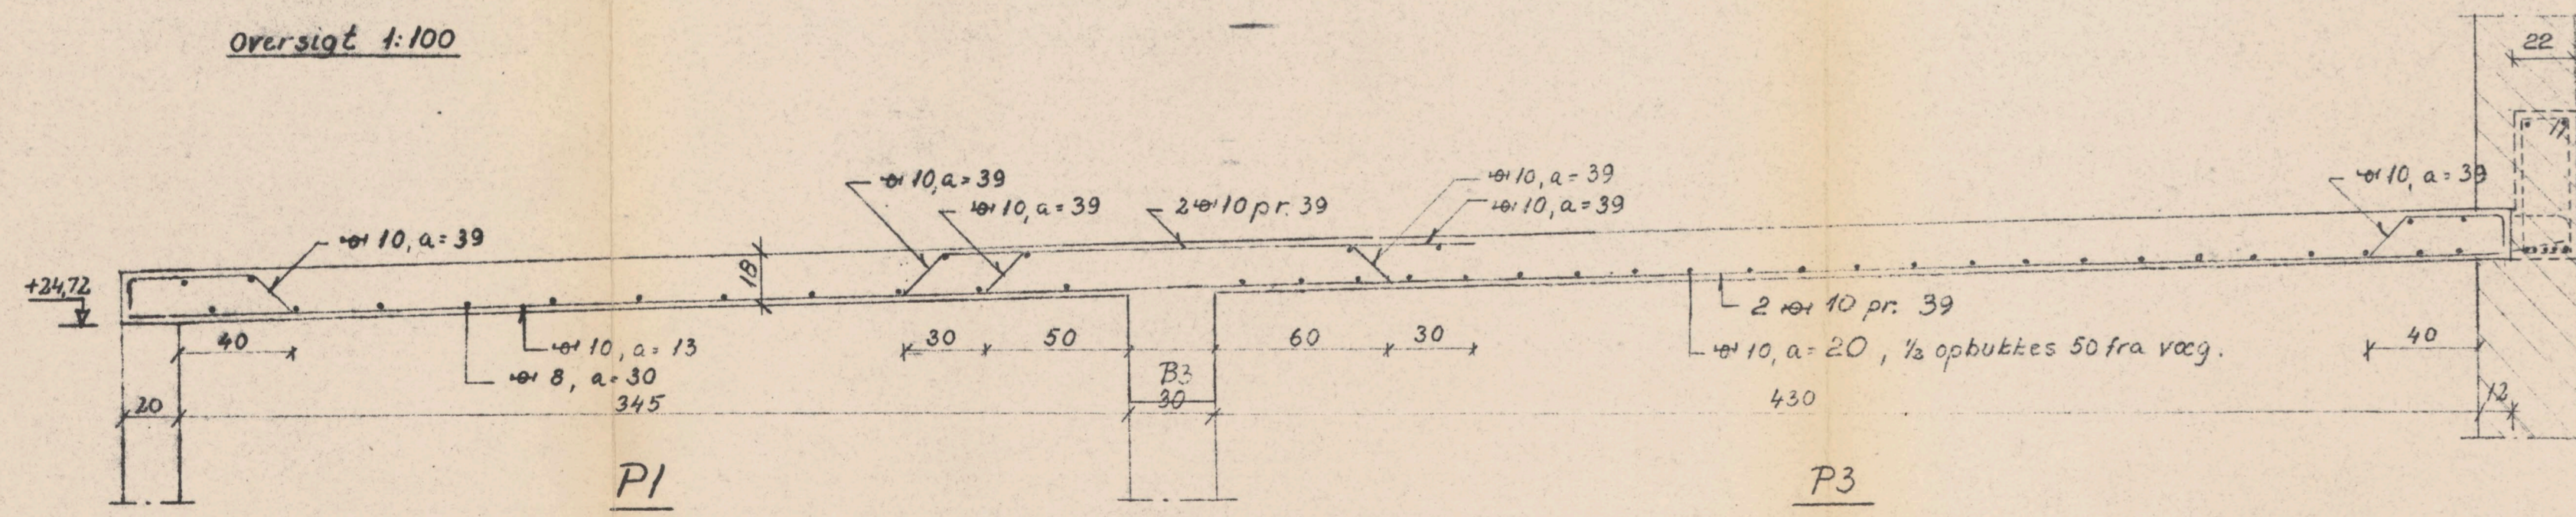 Oversigt 1:100
22
10, a = 39
10, a = 39
2 10 pr. 39
10, a = 39
10, a = 39
10, a = 39
10, a = 39
+24,72
18
40
10, a = 13
8, a = 30
30
50
60
30
2 10 pr. 39
10, a = 20, ½ opbukkes 50 fra væg.
40
20
345
B3
30
430
12
P1
P3